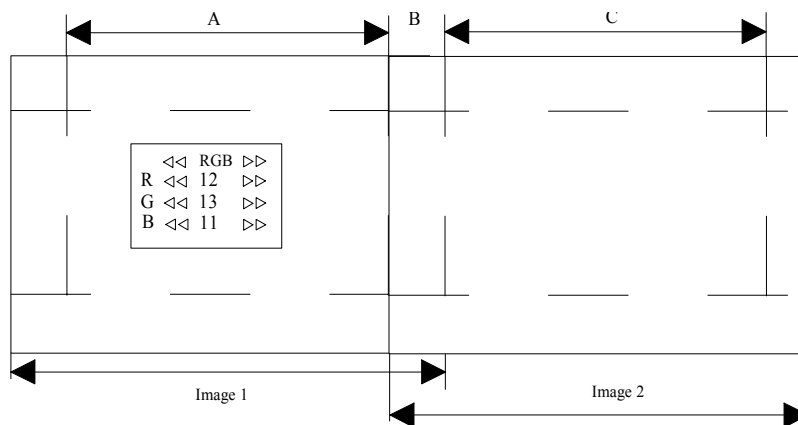 A B C
◁◁ RGB ▷▷
R ◁◁ 12 ▷▷
G ◁◁ 13 ▷▷
B ◁◁ 11 ▷▷
Image 1
Image 2